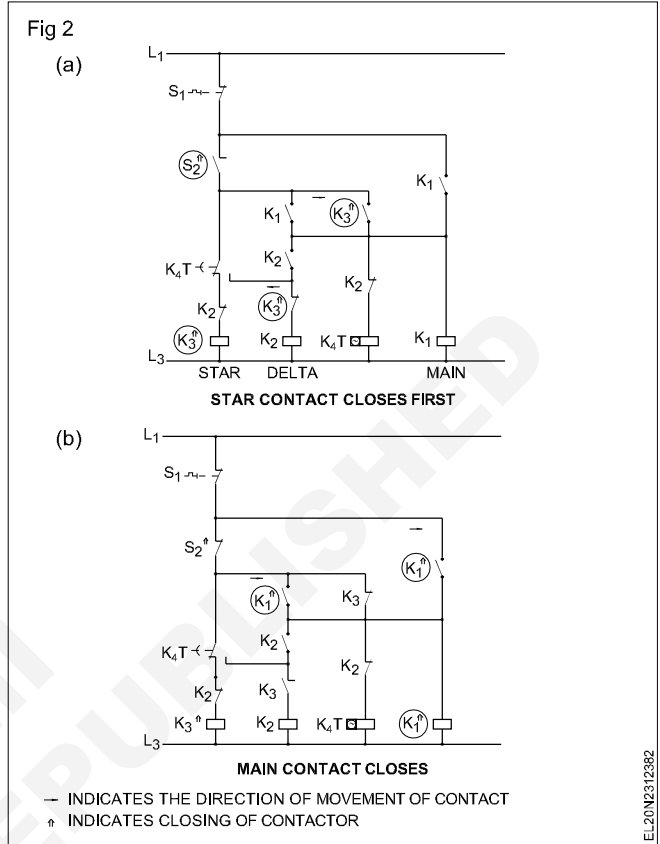 Fig 2
(a)
L1
S1
S2
K1
K1
K3
K2
K4T
K2
K3
K2
K3
K2
K4T
K1
L3
STAR DELTA MAIN
STAR CONTACT CLOSES FIRST
(b)
L1
S1
S2
K1
K1
K3
K2
K4T
K2
K2
K3
K3
K2
K4T
K1
L3
MAIN CONTACT CLOSES
→ INDICATES THE DIRECTION OF MOVEMENT OF CONTACT
⇑ INDICATES CLOSING OF CONTACTOR
EL20N2312382